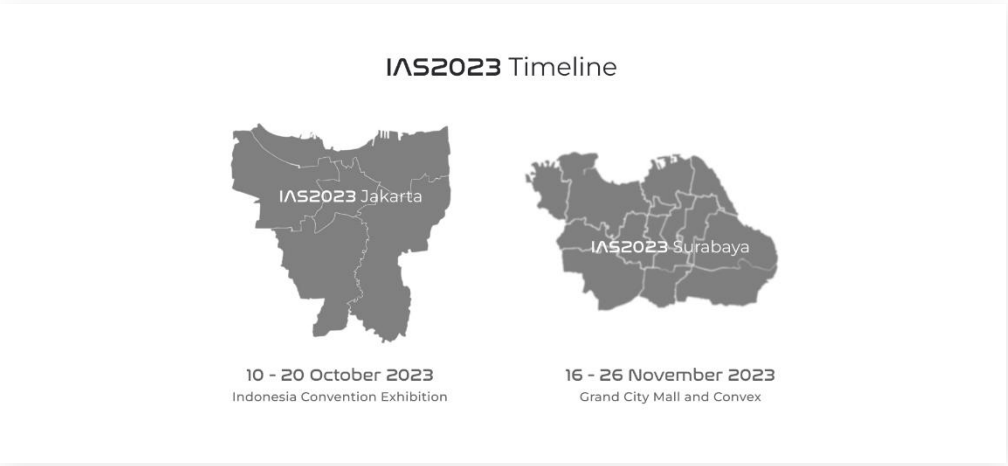 IAS2023 Timeline
IAS2023 Jakarta
IAS2023 Surabaya
10 - 20 October 2023
Indonesia Convention Exhibition
16 - 26 November 2023
Grand City Mall and Convex